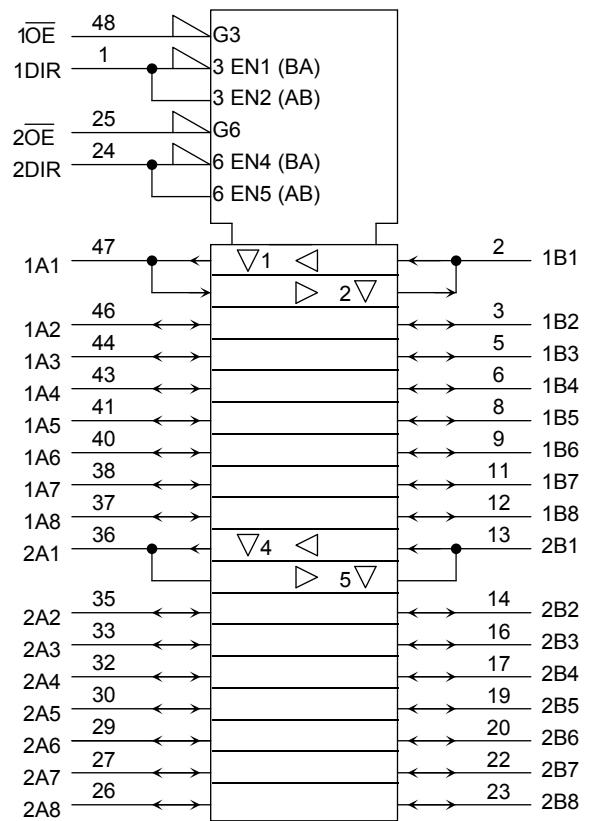 1O̅E̅ 48 G3
1DIR 1 3 EN1 (BA)
3 EN2 (AB)
2O̅E̅ 25 G6
2DIR 24 6 EN4 (BA)
6 EN5 (AB)
1A1 47 1 2 1B1
2
1A2 46 3 1B2
1A3 44 5 1B3
1A4 43 6 1B4
1A5 41 8 1B5
1A6 40 9 1B6
1A7 38 11 1B7
1A8 37 12 1B8
2A1 36 4 13 2B1
5
2A2 35 14 2B2
2A3 33 16 2B3
2A4 32 17 2B4
2A5 30 19 2B5
2A6 29 20 2B6
2A7 27 22 2B7
2A8 26 23 2B8